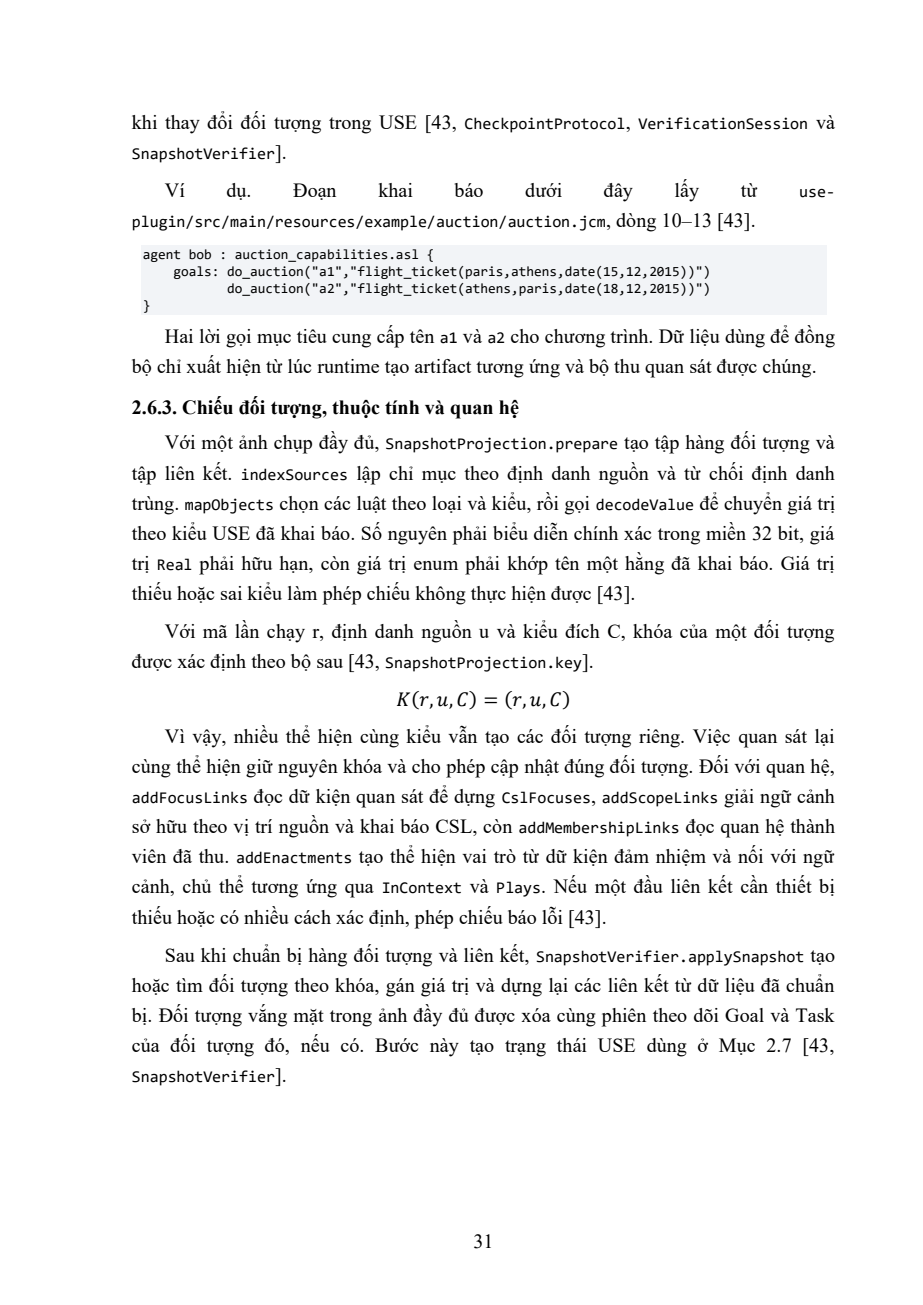 khi thay đổi đối tượng trong USE [43, CheckpointProtocol, VerificationSession và
SnapshotVerifier].
Ví dụ. Đoạn khai báo dưới đây lấy từ use-
plugin/src/main/resources/example/auction/auction.jcm, dòng 10–13 [43].
agent bob : auction_capabilities.asl {
    goals: do_auction("a1","flight_ticket(paris,athens,date(15,12,2015))")
           do_auction("a2","flight_ticket(athens,paris,date(18,12,2015))")
}
Hai lời gọi mục tiêu cung cấp tên a1 và a2 cho chương trình. Dữ liệu dùng để đồng
bộ chỉ xuất hiện từ lúc runtime tạo artifact tương ứng và bộ thu quan sát được chúng.
2.6.3. Chiếu đối tượng, thuộc tính và quan hệ
Với một ảnh chụp đầy đủ, SnapshotProjection.prepare tạo tập hàng đối tượng và
tập liên kết. indexSources lập chỉ mục theo định danh nguồn và từ chối định danh
trùng. mapObjects chọn các luật theo loại và kiểu, rồi gọi decodeValue để chuyển giá trị
theo kiểu USE đã khai báo. Số nguyên phải biểu diễn chính xác trong miền 32 bit, giá
trị Real phải hữu hạn, còn giá trị enum phải khớp tên một hằng đã khai báo. Giá trị
thiếu hoặc sai kiểu làm phép chiếu không thực hiện được [43].
Với mã lần chạy r, định danh nguồn u và kiểu đích C, khóa của một đối tượng
được xác định theo bộ sau [43, SnapshotProjection.key].
K(r,u,C) = (r,u,C)
Vì vậy, nhiều thể hiện cùng kiểu vẫn tạo các đối tượng riêng. Việc quan sát lại
cùng thể hiện giữ nguyên khóa và cho phép cập nhật đúng đối tượng. Đối với quan hệ,
addFocusLinks đọc dữ kiện quan sát để dựng CslFocuses, addScopeLinks giải ngữ cảnh
sở hữu theo vị trí nguồn và khai báo CSL, còn addMembershipLinks đọc quan hệ thành
viên đã thu. addEnactments tạo thể hiện vai trò từ dữ kiện đảm nhiệm và nối với ngữ
cảnh, chủ thể tương ứng qua InContext và Plays. Nếu một đầu liên kết cần thiết bị
thiếu hoặc có nhiều cách xác định, phép chiếu báo lỗi [43].
Sau khi chuẩn bị hàng đối tượng và liên kết, SnapshotVerifier.applySnapshot tạo
hoặc tìm đối tượng theo khóa, gán giá trị và dựng lại các liên kết từ dữ liệu đã chuẩn
bị. Đối tượng vắng mặt trong ảnh đầy đủ được xóa cùng phiên theo dõi Goal và Task
của đối tượng đó, nếu có. Bước này tạo trạng thái USE dùng ở Mục 2.7 [43,
SnapshotVerifier].
31